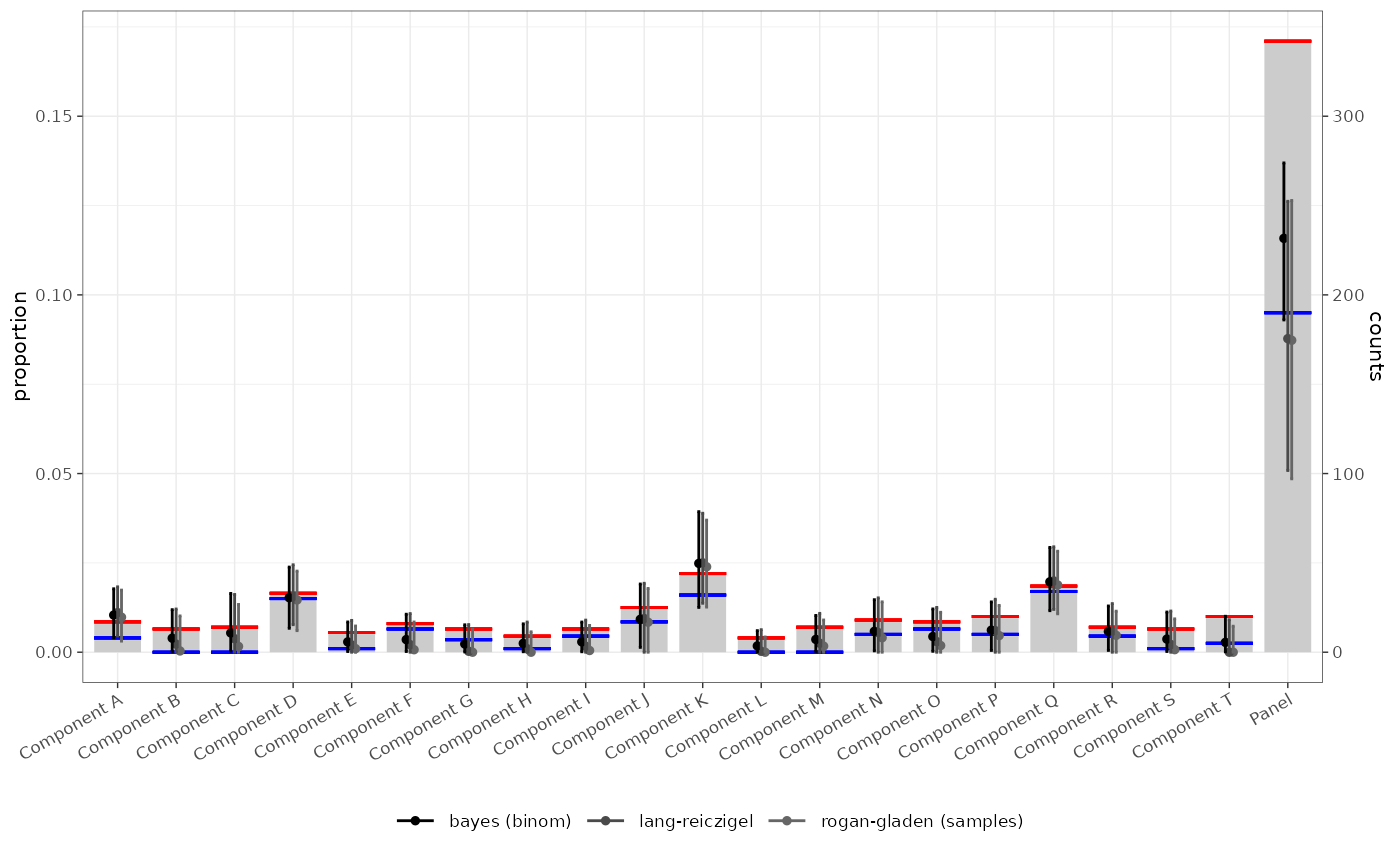 proportion
0.15
0.10
0.05
0.00
300
200
100
0
counts
Component A
Component B
Component C
Component D
Component E
Component F
Component G
Component H
Component I
Component J
Component K
Component L
Component M
Component N
Component O
Component P
Component Q
Component R
Component S
Component T
Panel
bayes (binom) lang-reiczigel rogan-gladen (samples)